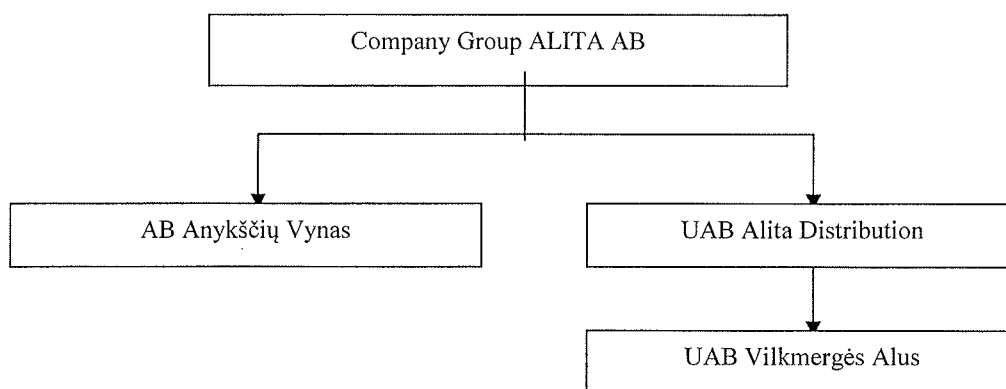 Company Group ALITA AB
AB Anykščių Vynas
UAB Alita Distribution
UAB Vilkmergės Alus